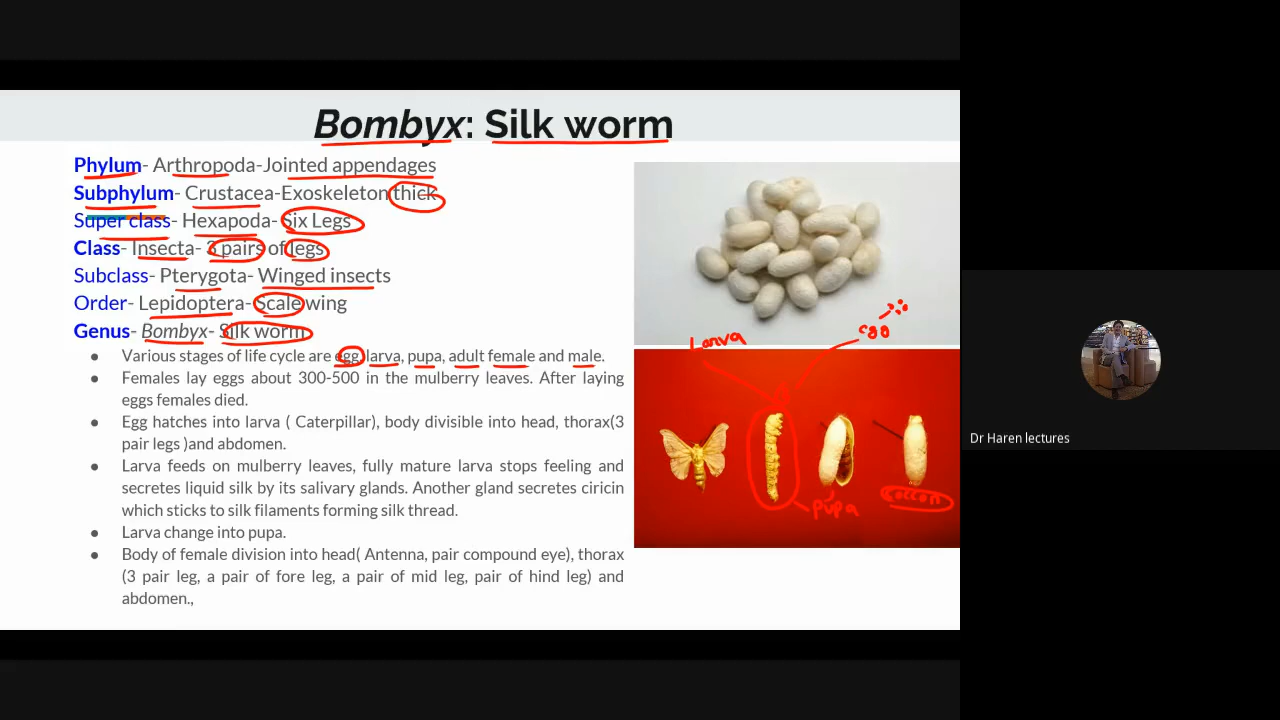 Bombyx: Silk worm
Phylum- Arthropoda-Jointed appendages
Subphylum- Crustacea-Exoskeleton thick
Super class- Hexapoda- Six Legs
Class- Insecta- 3 pairs of legs
Subclass- Pterygota- Winged insects
Order- Lepidoptera- Scale wing
Genus- Bombyx- Silk worm
● Various stages of life cycle are egg, larva, pupa, adult female and male.
● Females lay eggs about 300-500 in the mulberry leaves. After laying
eggs females died.
● Egg hatches into larva ( Caterpillar), body divisible into head, thorax(3
pair legs )and abdomen.
● Larva feeds on mulberry leaves, fully mature larva stops feeling and
secretes liquid silk by its salivary glands. Another gland secretes ciricin
which sticks to silk filaments forming silk thread.
● Larva change into pupa.
● Body of female division into head( Antenna, pair compound eye), thorax
(3 pair leg, a pair of fore leg, a pair of mid leg, pair of hind leg) and
abdomen.,
Larva
egg
pupa
coccon
Dr Haren lectures